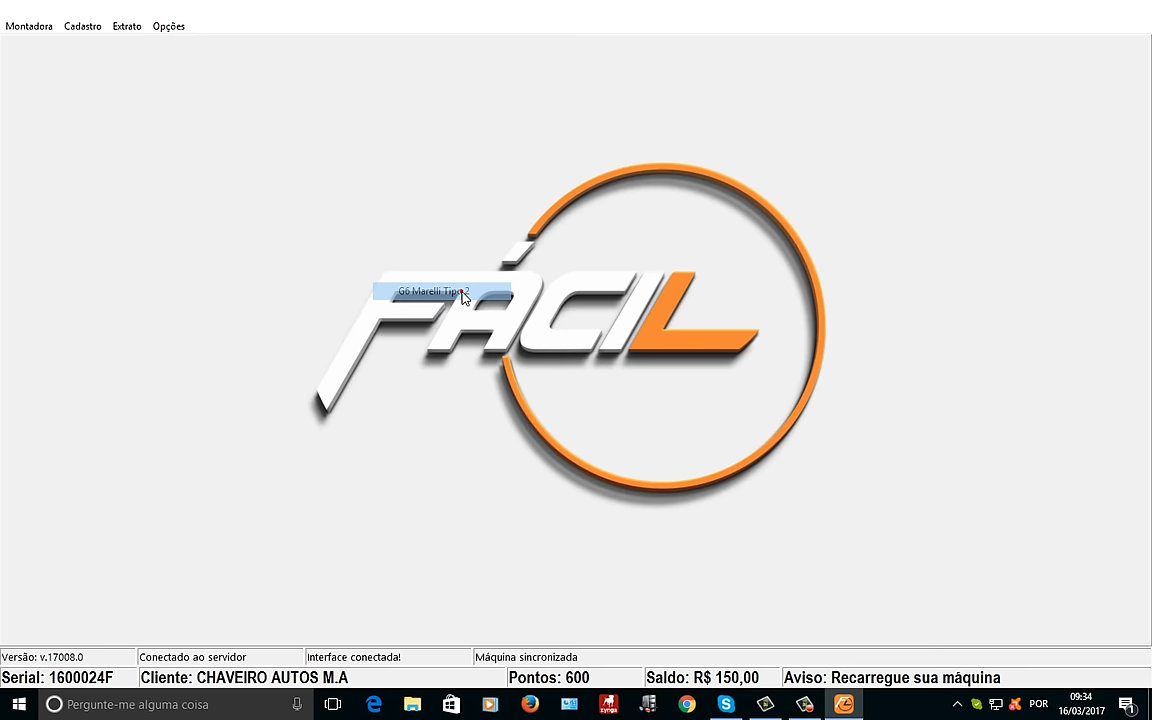 Montadora Cadastro Extrato Opções
FÁCIL
G6 Marelli Tipo 2
Versão: v.17008.0 Conectado ao servidor Interface conectada! Máquina sincronizada
Serial: 1600024F Cliente: CHAVEIRO AUTOS M.A Pontos: 600 Saldo: R$ 150,00 Aviso: Recarregue sua máquina
Pergunte-me alguma coisa
zynga
POR
09:34
16/03/2017
1